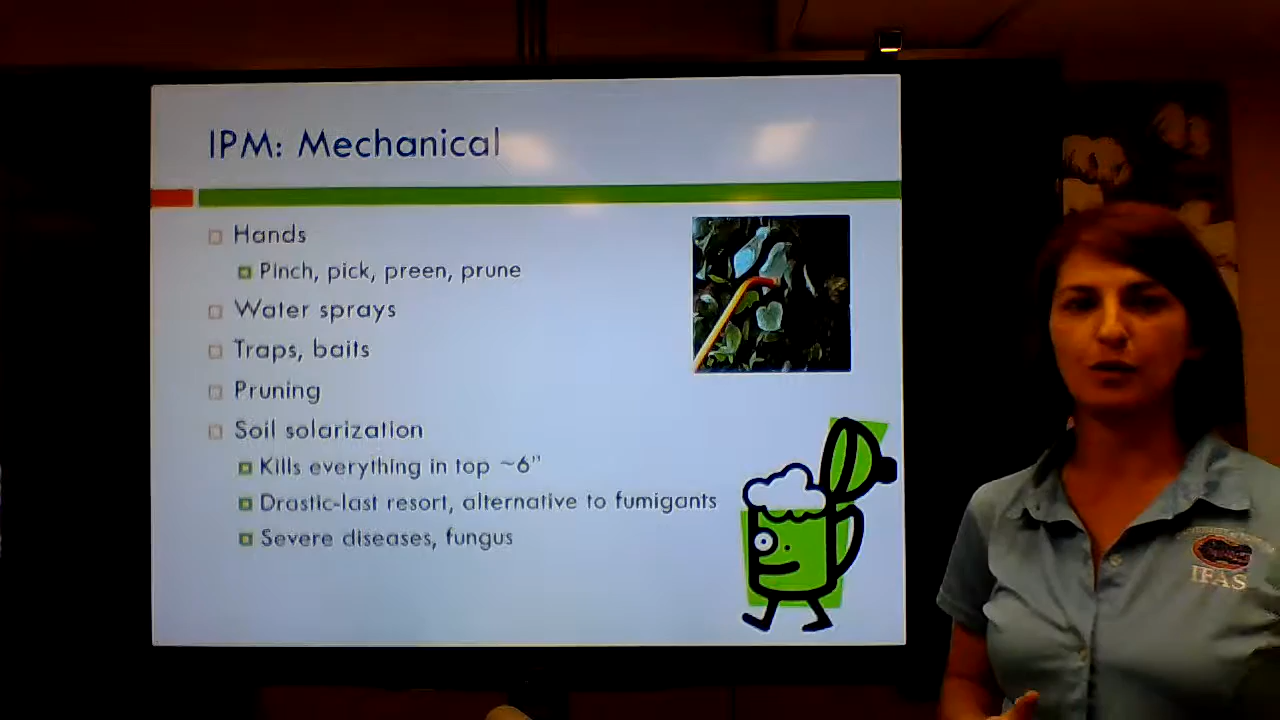 IPM: Mechanical
Hands
Pinch, pick, preen, prune
Water sprays
Traps, baits
Pruning
Soil solarization
Kills everything in top ~6"
Drastic-last resort, alternative to fumigants
Severe diseases, fungus
IFAS